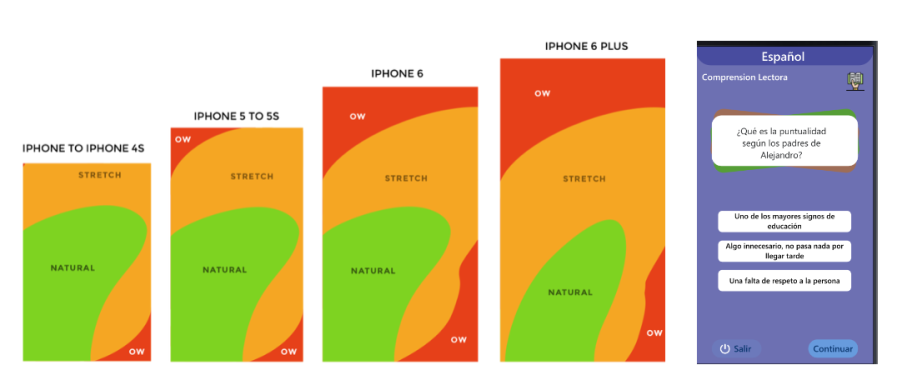 IPHONE TO IPHONE 4S
STRETCH
NATURAL
OW
IPHONE 5 TO 5S
OW
STRETCH
NATURAL
OW
IPHONE 6
OW
STRETCH
NATURAL
OW
IPHONE 6 PLUS
OW
STRETCH
NATURAL
OW
Español
Comprension Lectora
¿Qué es la puntualidad
según los padres de
Alejandro?
Uno de los mayores signos de
educación
Algo innecesario, no pasa nada por
llegar tarde
Una falta de respeto a la persona
Salir
Continuar